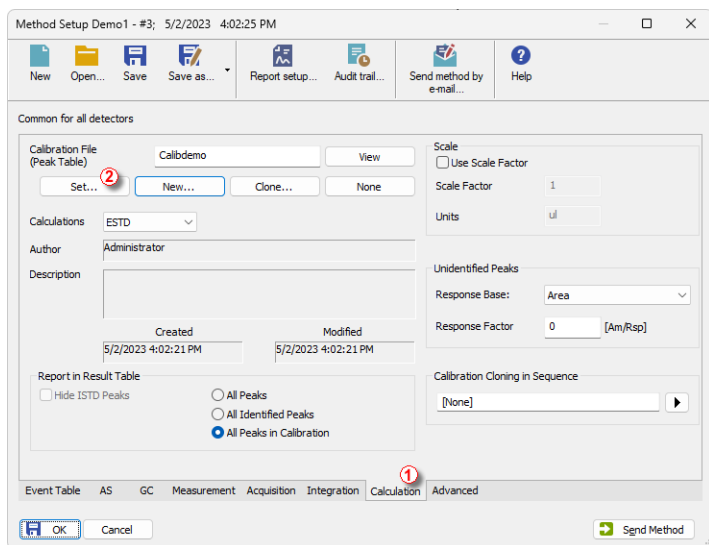 Method Setup Demo1 - #3; 5/2/2023 4:02:25 PM
New Open... Save Save as... Report setup... Audit trail... Send method by e-mail... Help
Common for all detectors
Calibration File
(Peak Table)
Calibdemo
View
② Set... New... Clone... None
Calculations ESTD
Author Administrator
Description
Created Modified
5/2/2023 4:02:21 PM 5/2/2023 4:02:21 PM
Report in Result Table
Hide ISTD Peaks
All Peaks
All Identified Peaks
All Peaks in Calibration
Scale
Use Scale Factor
Scale Factor 1
Units ul
Unidentified Peaks
Response Base: Area
Response Factor 0 [Am/Rsp]
Calibration Cloning in Sequence
[None]
①
Event Table AS GC Measurement Acquisition Integration Calculation Advanced
OK Cancel Send Method